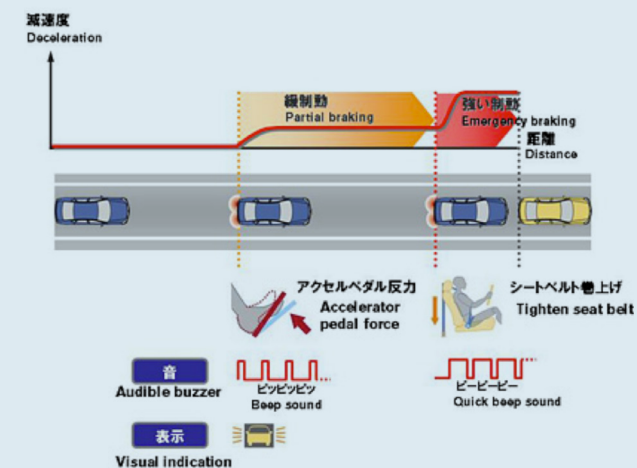 減速度
Deceleration
緩制動
Partial braking
強い制動
Emergency braking
距離
Distance
アクセルペダル反力
Accelerator
pedal force
シートベルト巻上げ
Tighten seat belt
音
Audible buzzer
ピッピッピッ
Beep sound
ピーピーピー
Quick beep sound
表示
Visual indication